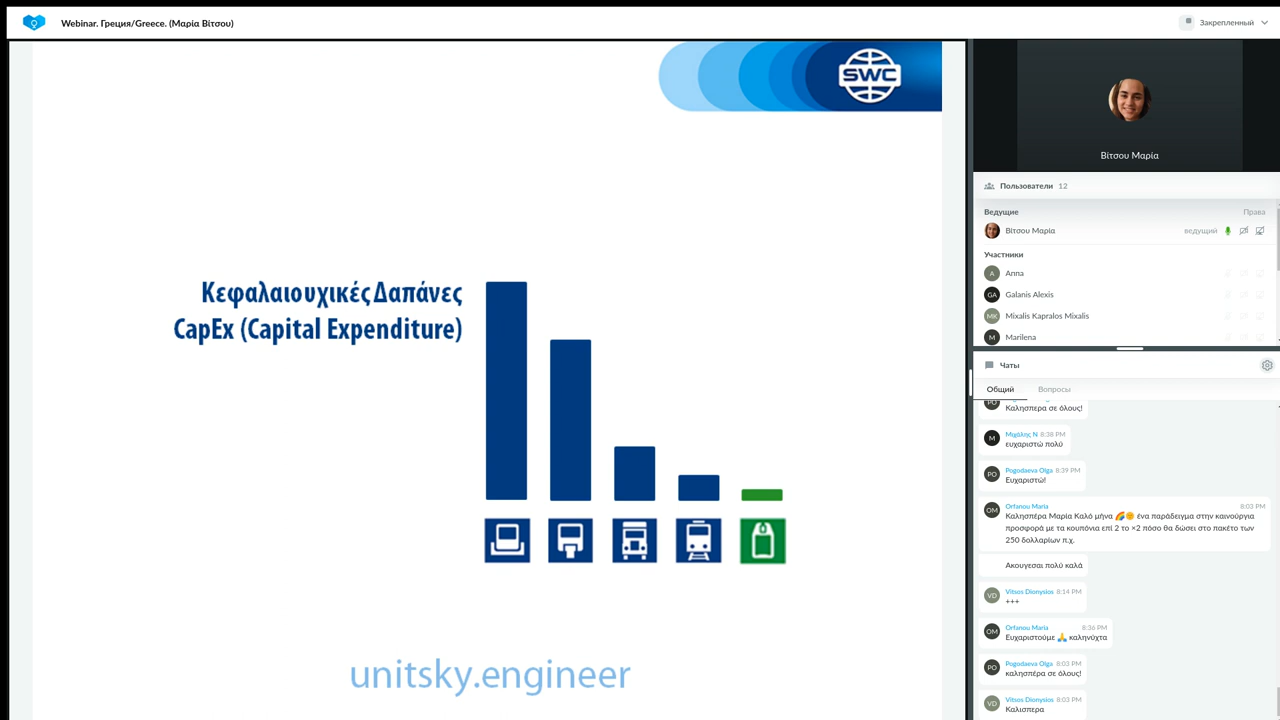 Webinar. Греция/Greece. (Μαρία Βίτσου)
Закрепленный
SWC
Κεφαλαιουχικές Δαπάνες
CapEx (Capital Expenditure)
unitsky.engineer
Βίτσου Μαρία
Пользователи 12
Ведущие Права
Βίτσου Μαρία ведущий
Участники
A Anna
GA Galanis Alexis
MK Mixalis Kapralos Mixalis
M Marilena
Чаты
Общий Вопросы
Καλησπερα σε όλους!
M Μιχάλης Ν 8:38 PM
ευχαριστώ πολύ
PO Pogodaeva Olga 8:39 PM
Ευχαριστώ!
OM Orfanou Maria 8:03 PM
Καλησπέρα Μαρία Καλό μήνα 🌈🌞 ένα παράδειγμα στην καινούργια
προσφορά με τα κουπόνια επί 2 το ×2 πόσο θα δώσει στο πακέτο των
250 δολλαρίων π.χ.
Ακουγεσαι πολύ καλά
VD Vitsos Dionysios 8:14 PM
+++
OM Orfanou Maria 8:36 PM
Ευχαριστούμε 🙏 καληνύχτα
PO Pogodaeva Olga 8:03 PM
καλησπέρα σε όλους!
VD Vitsos Dionysios 8:03 PM
Καλισπερα